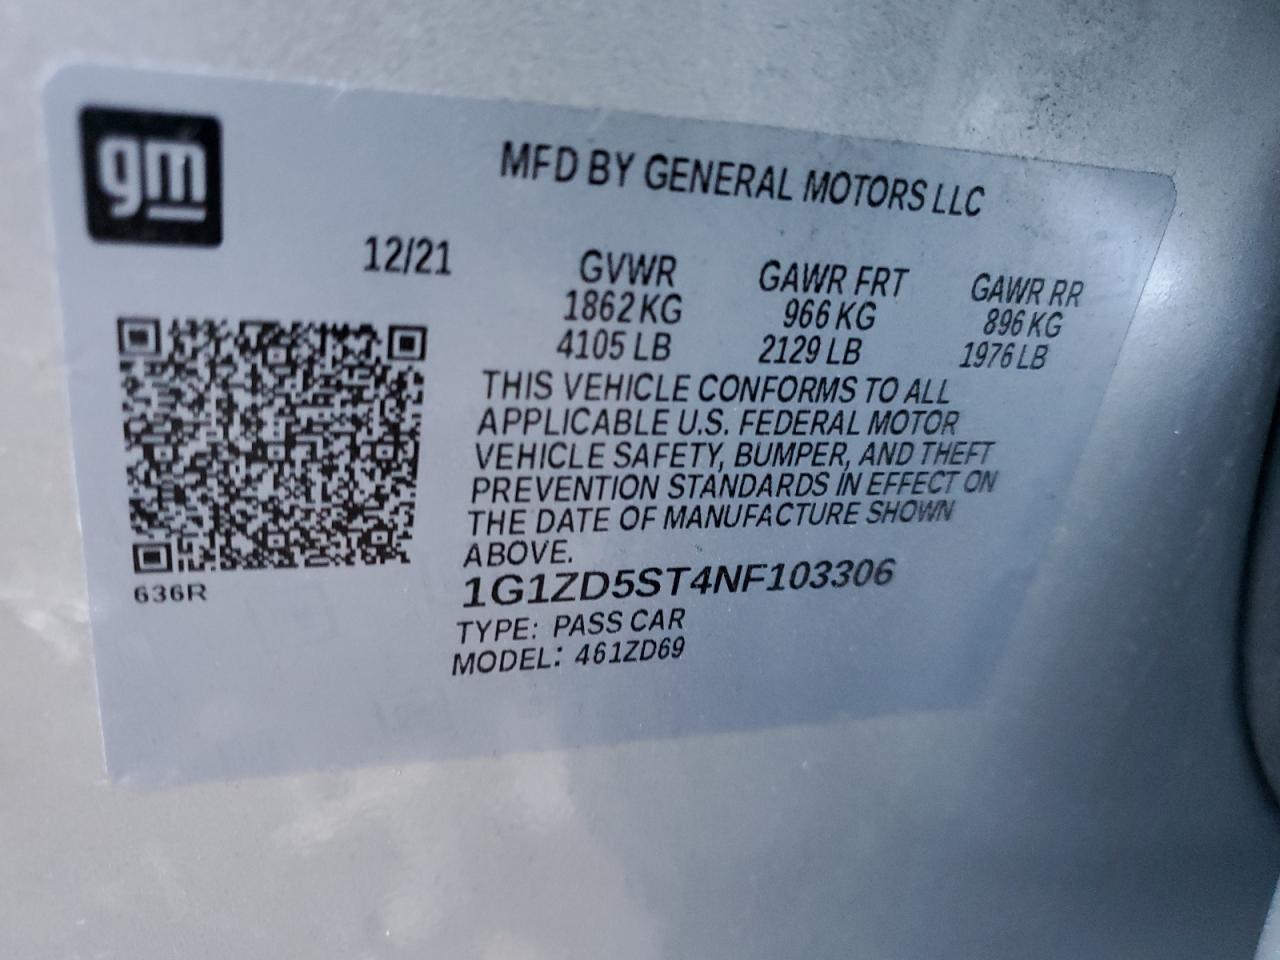 gm
MFD BY GENERAL MOTORS LLC
12/21
GVWR GAWR FRT GAWR RR
1862 KG 966 KG 896 KG
4105 LB 2129 LB 1976 LB
THIS VEHICLE CONFORMS TO ALL
APPLICABLE U.S. FEDERAL MOTOR
VEHICLE SAFETY, BUMPER, AND THEFT
PREVENTION STANDARDS IN EFFECT ON
THE DATE OF MANUFACTURE SHOWN
ABOVE.
636R
1G1ZD5ST4NF103306
TYPE: PASS CAR
MODEL: 461ZD69